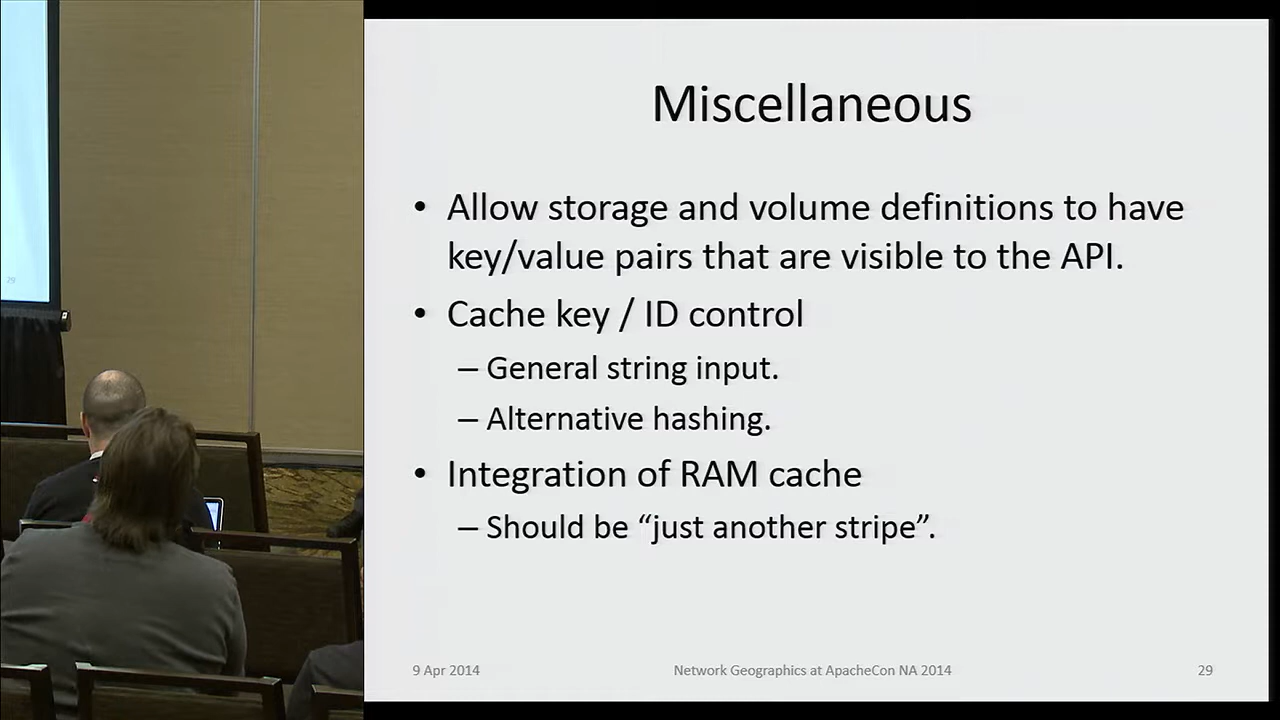 Miscellaneous
• Allow storage and volume definitions to have
key/value pairs that are visible to the API.
• Cache key / ID control
– General string input.
– Alternative hashing.
• Integration of RAM cache
– Should be “just another stripe”.
9 Apr 2014
Network Geographics at ApacheCon NA 2014
29
29